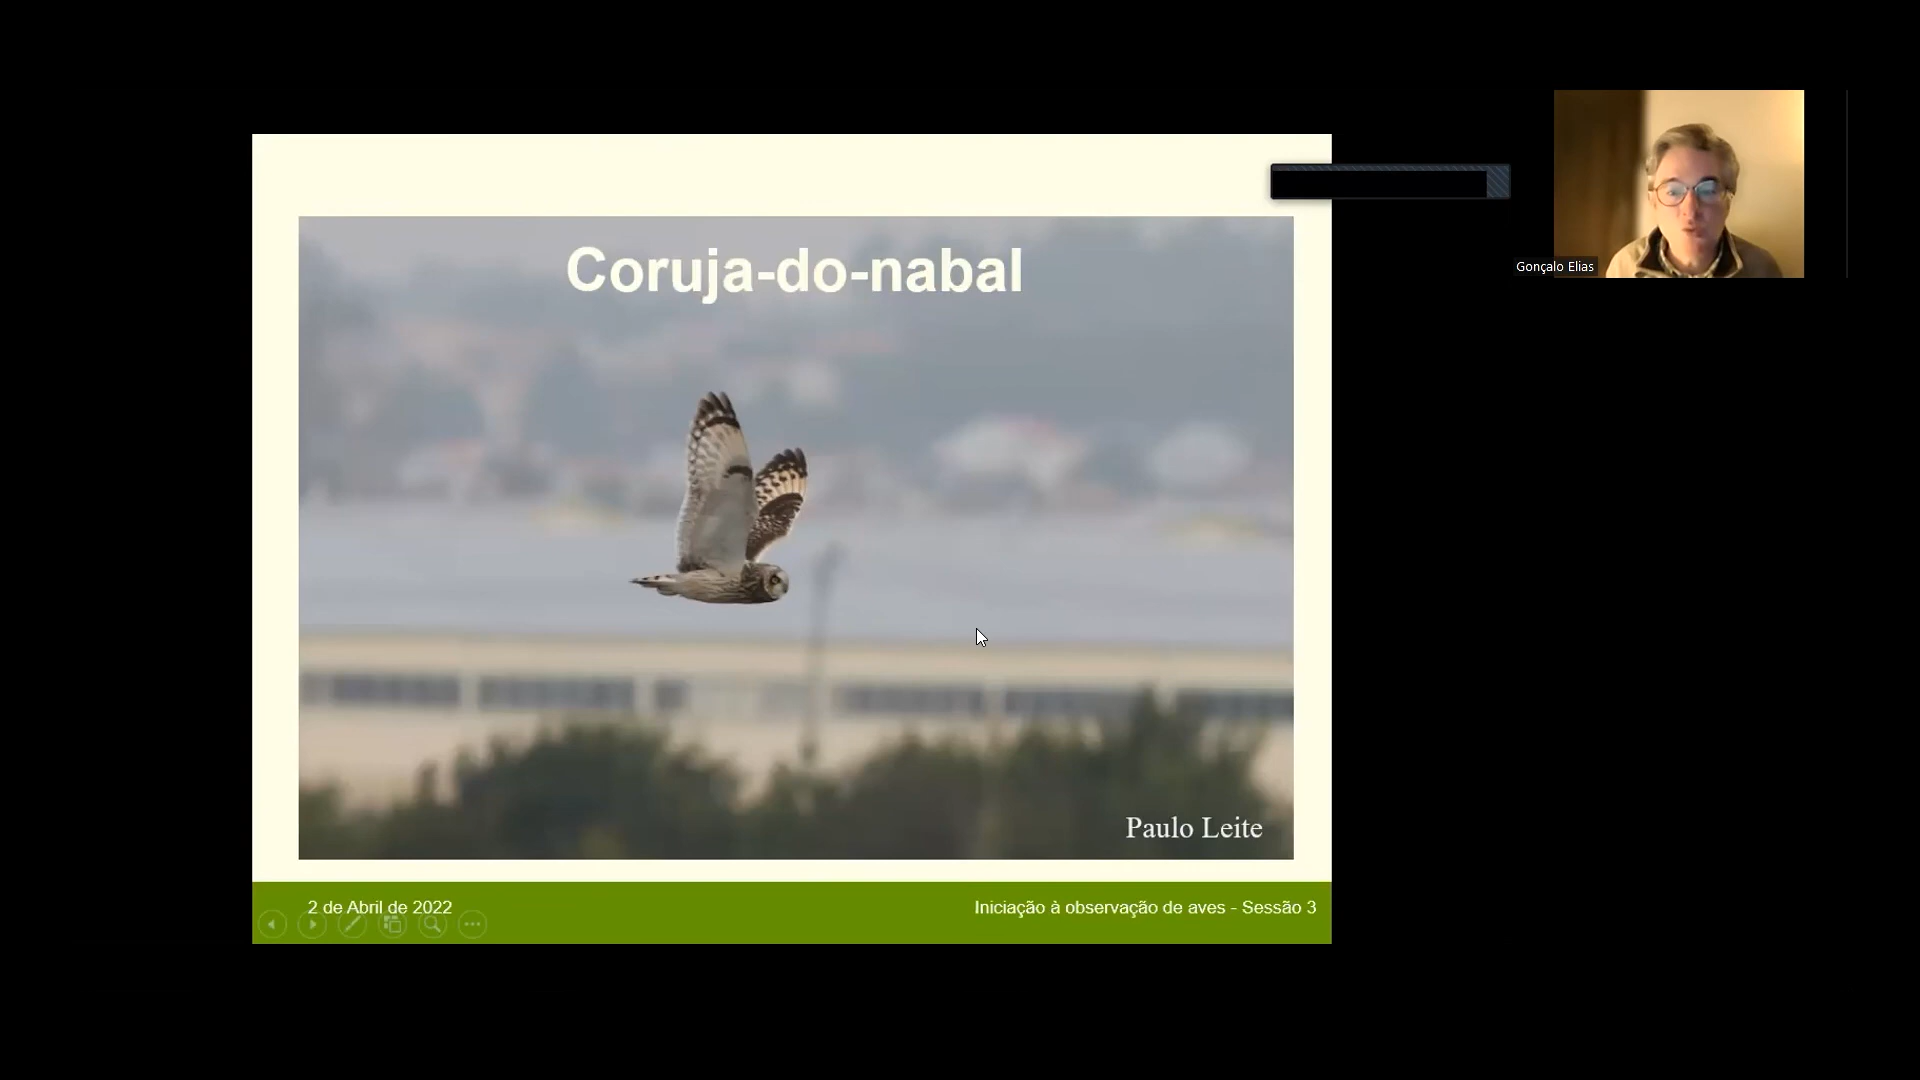 Coruja-do-nabal
Gonçalo Elias
Paulo Leite
2 de Abril de 2022
Iniciação à observação de aves - Sessão 3